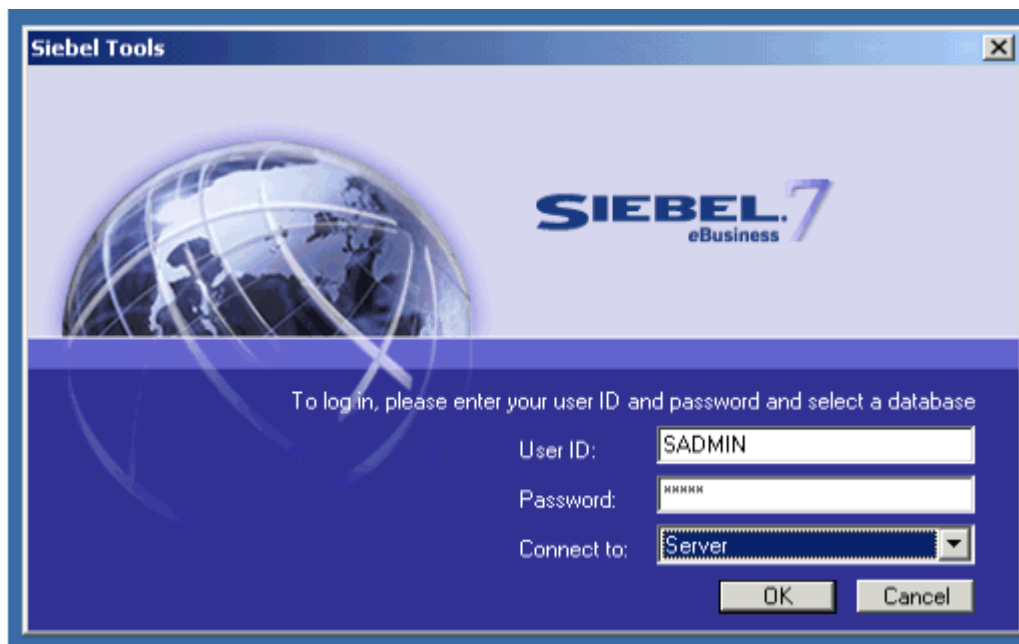 Siebel Tools
SIEBEL.7
eBusiness
To log in, please enter your user ID and password and select a database
User ID: SADMIN
Password: *****
Connect to: Server
OK Cancel